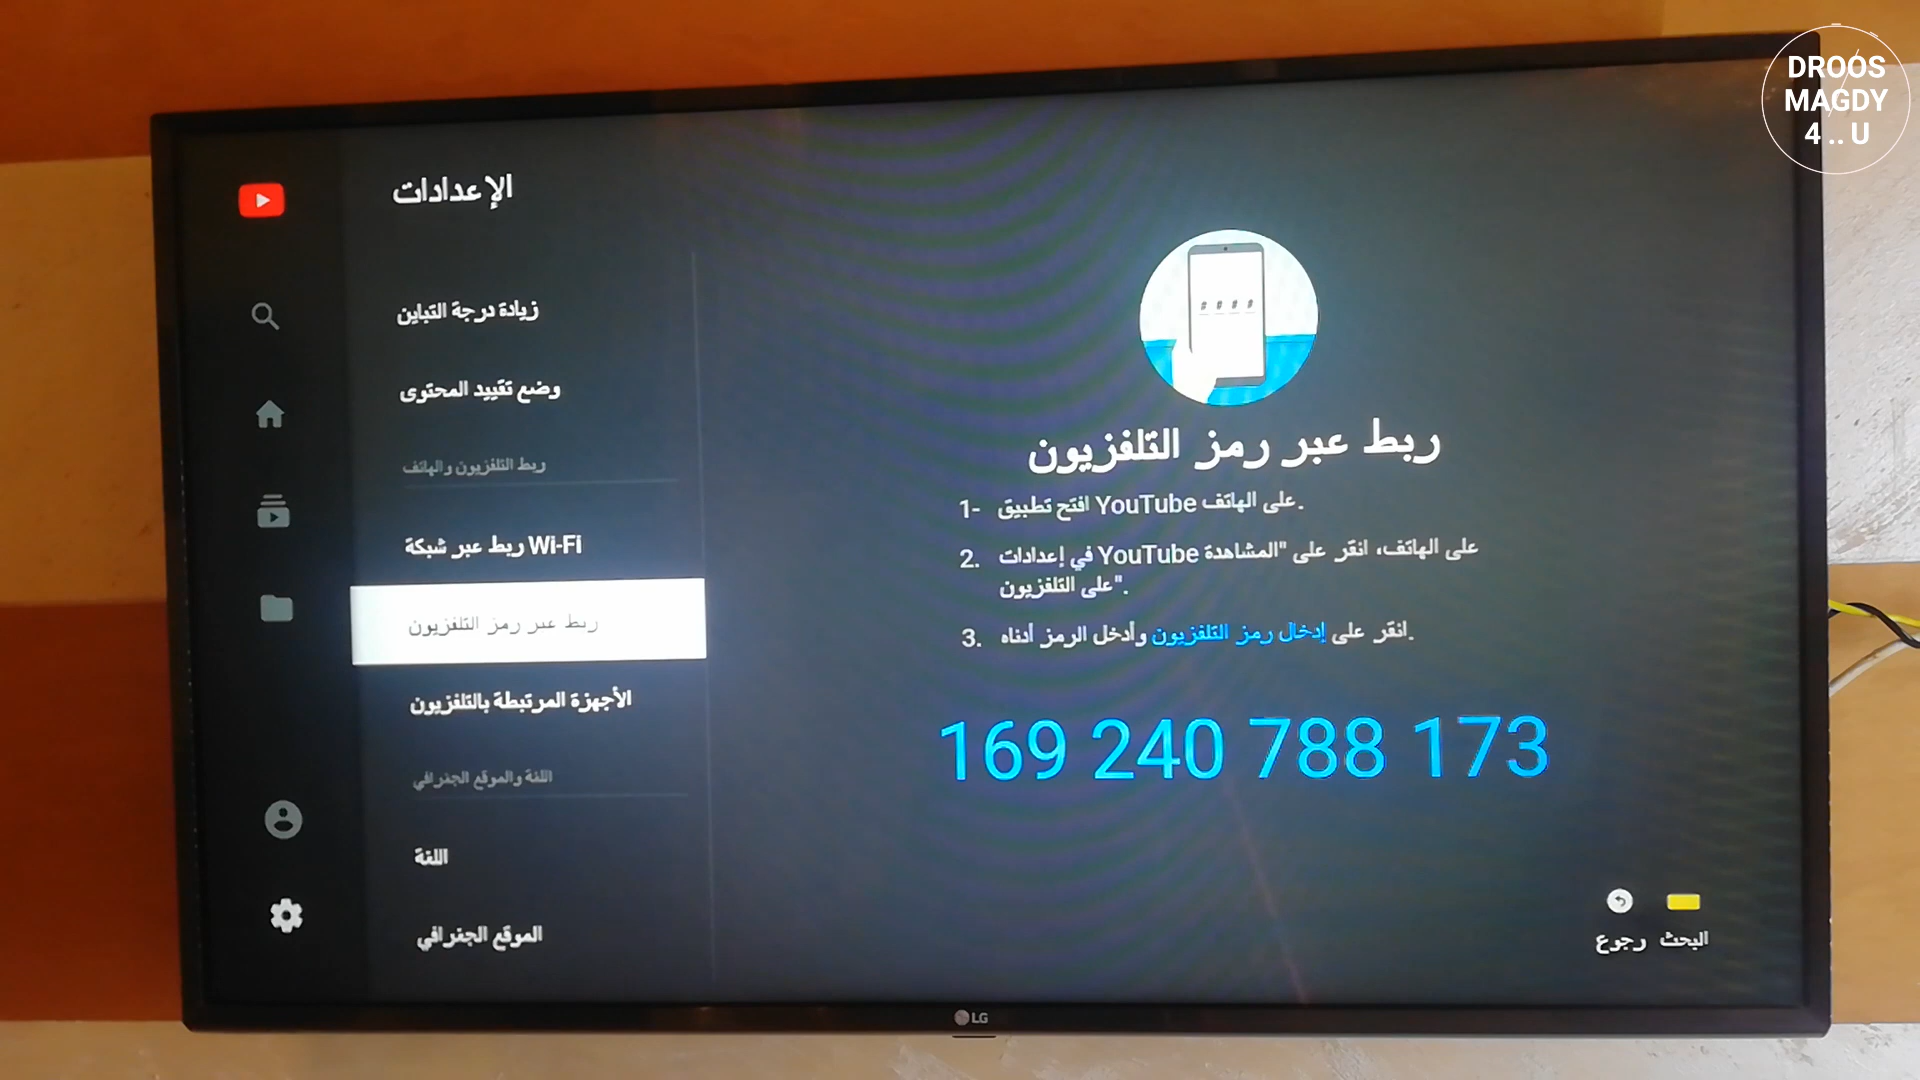 DROOS
MAGDY
4 .. U
الإعدادات
زيادة درجة التباين
وضع تقييد المحتوى
ربط التلفزيون والهاتف
ربط عبر شبكة Wi-Fi
ربط عبر رمز التلفزيون
الأجهزة المرتبطة بالتلفزيون
اللغة والموقع الجغرافي
اللغة
الموقع الجغرافي
# # # #
ربط عبر رمز التلفزيون
1- افتح تطبيق YouTube على الهاتف.
2. في إعدادات YouTube على الهاتف، انقر على "المشاهدة
على التلفزيون".
3. انقر على إدخال رمز التلفزيون وأدخل الرمز أدناه.
169 240 788 173
رجوع
البحث
LG